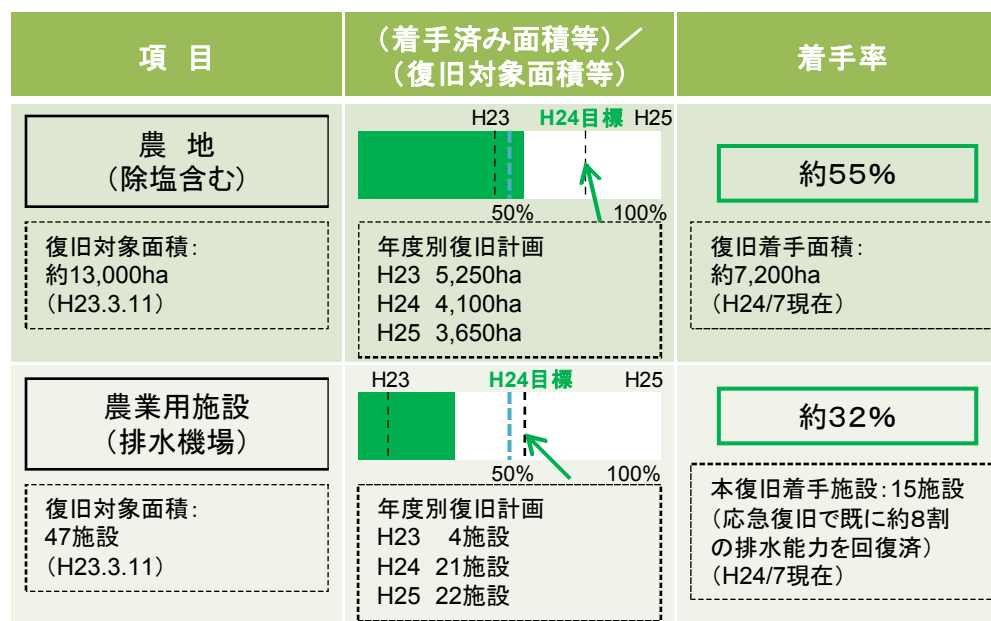 項 目
(着手済み面積等)／
(復旧対象面積等)
着手率
農 地
(除塩含む)
復旧対象面積：
約13,000ha
(H23.3.11)
H23 H24目標 H25
50% 100%
年度別復旧計画
H23 5,250ha
H24 4,100ha
H25 3,650ha
約55%
復旧着手面積：
約7,200ha
(H24/7現在)
農業用施設
(排水機場)
復旧対象面積：
47施設
(H23.3.11)
H23 H24目標 H25
50% 100%
年度別復旧計画
H23 4施設
H24 21施設
H25 22施設
約32%
本復旧着手施設：15施設
(応急復旧で既に約8割
の排水能力を回復済)
(H24/7現在)